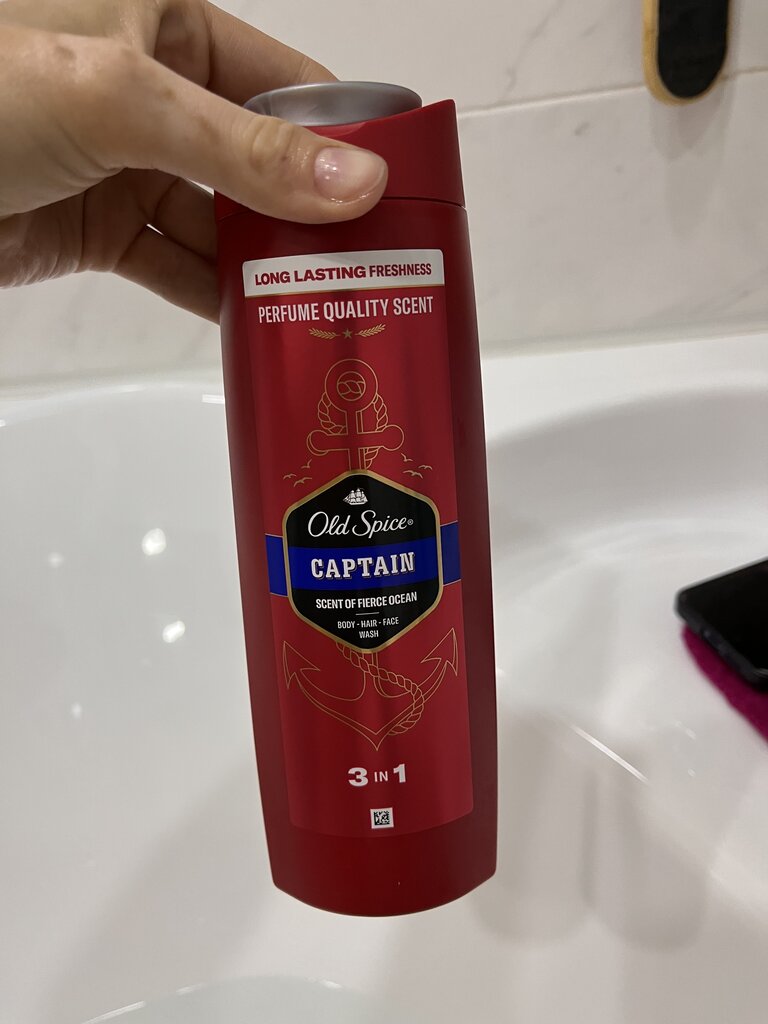 LONG LASTING FRESHNESS
PERFUME QUALITY SCENT
Old Spice®
CAPTAIN
SCENT OF FIERCE OCEAN
BODY - HAIR - FACE
WASH
3 IN 1